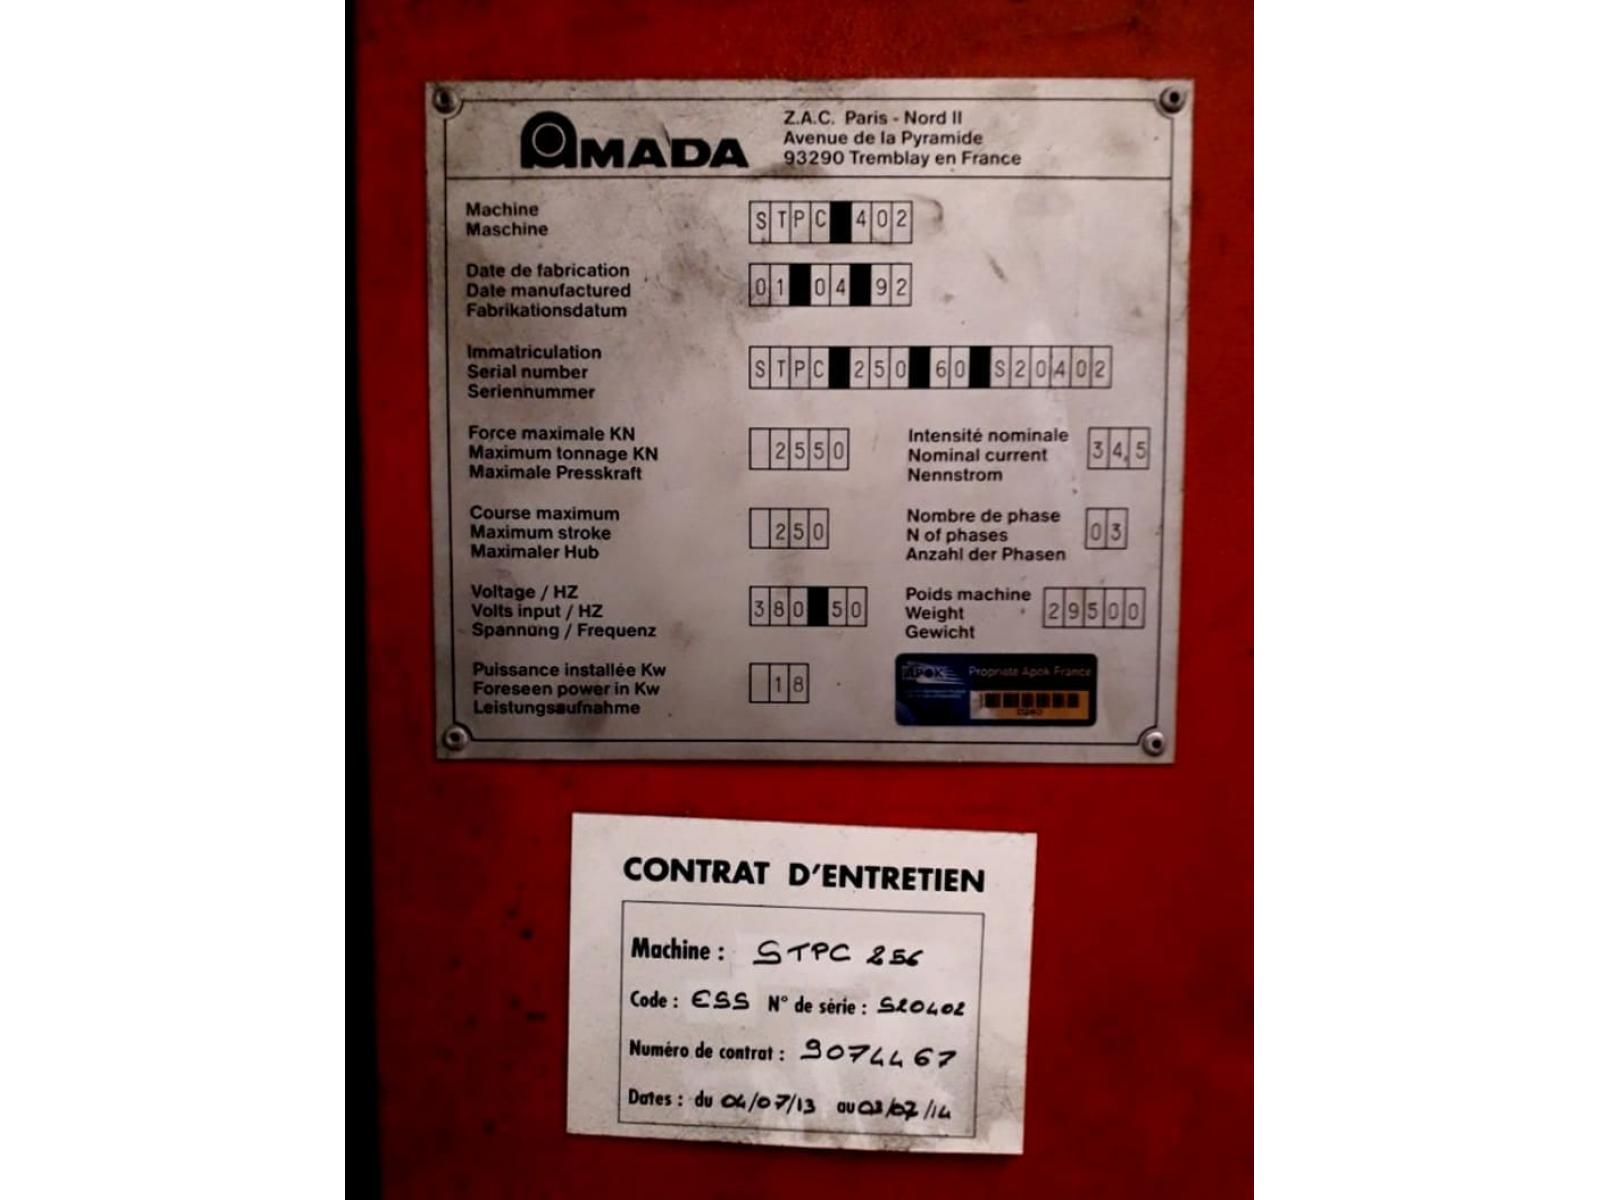 AMADA
Z.A.C. Paris - Nord II
Avenue de la Pyramide
93290 Tremblay en France
Machine
Maschine
STPC 402
Date de fabrication
Date manufactured
Fabrikationsdatum
01 04 92
Immatriculation
Serial number
Seriennummer
STPC 250 60 S20402
Force maximale KN
Maximum tonnage KN
Maximale Presskraft
2550
Intensité nominale
Nominal current
Nennstrom
34,5
Course maximum
Maximum stroke
Maximaler Hub
250
Nombre de phase
N of phases
Anzahl der Phasen
03
Voltage / HZ
Volts input / HZ
Spannung / Frequenz
380 50
Poids machine
Weight
Gewicht
29500
Puissance installée Kw
Foreseen power in Kw
Leistungsaufnahme
18
APOK
Propriete Apok France
CONTRAT D'ENTRETIEN
Machine : STPC 256
Code : ESS N° de série : S20402
Numéro de contrat : 9074467
Dates : du 04/07/13 au 03/07/14